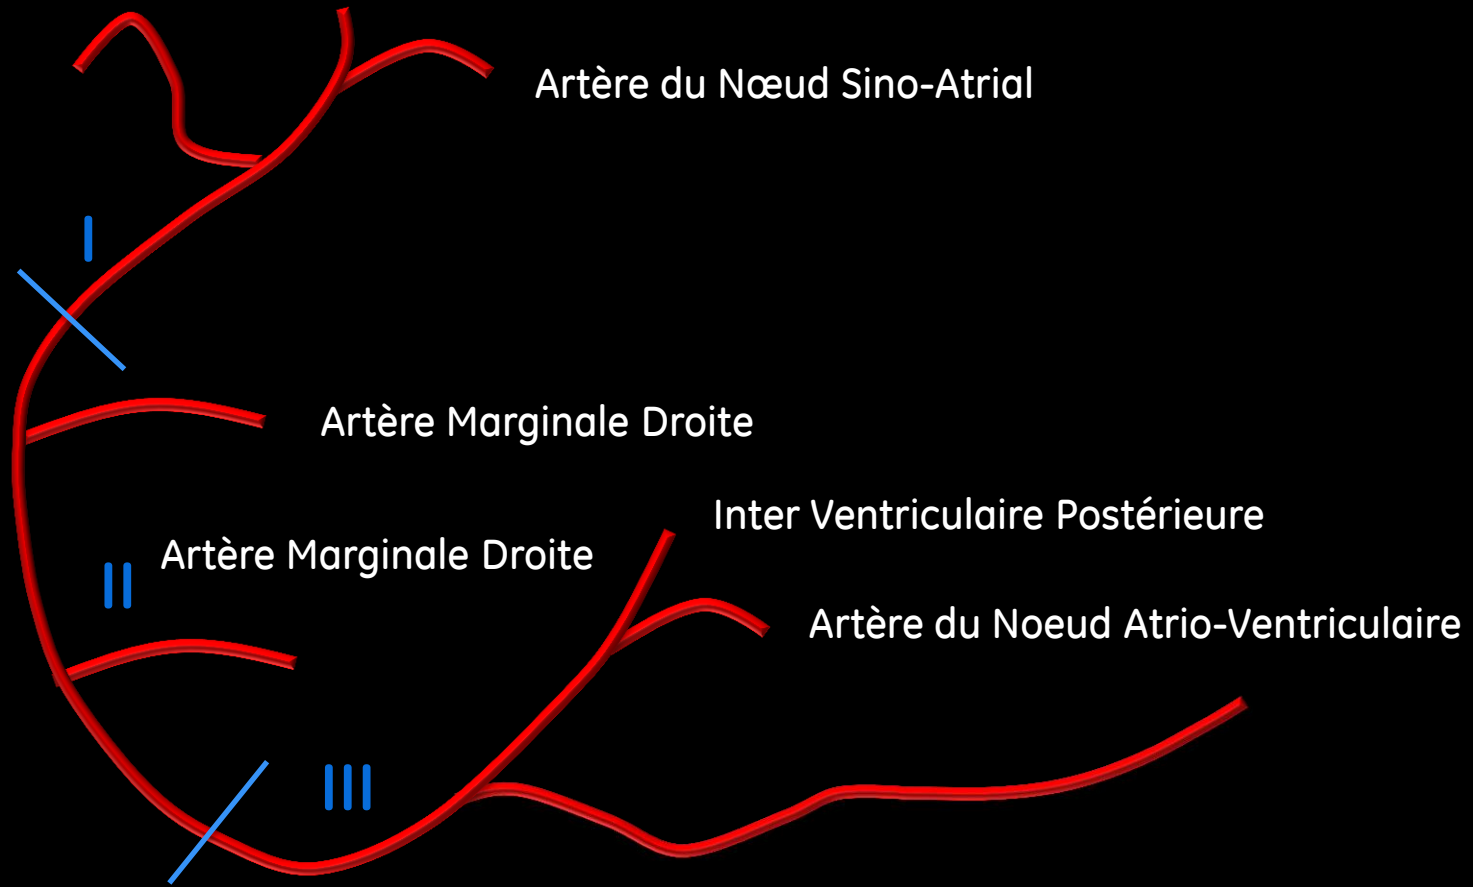 Artère du Nœud Sino-Atrial
I
Artère Marginale Droite
Inter Ventriculaire Postérieure
Artère Marginale Droite
II
Artère du Noeud Atrio-Ventriculaire
III